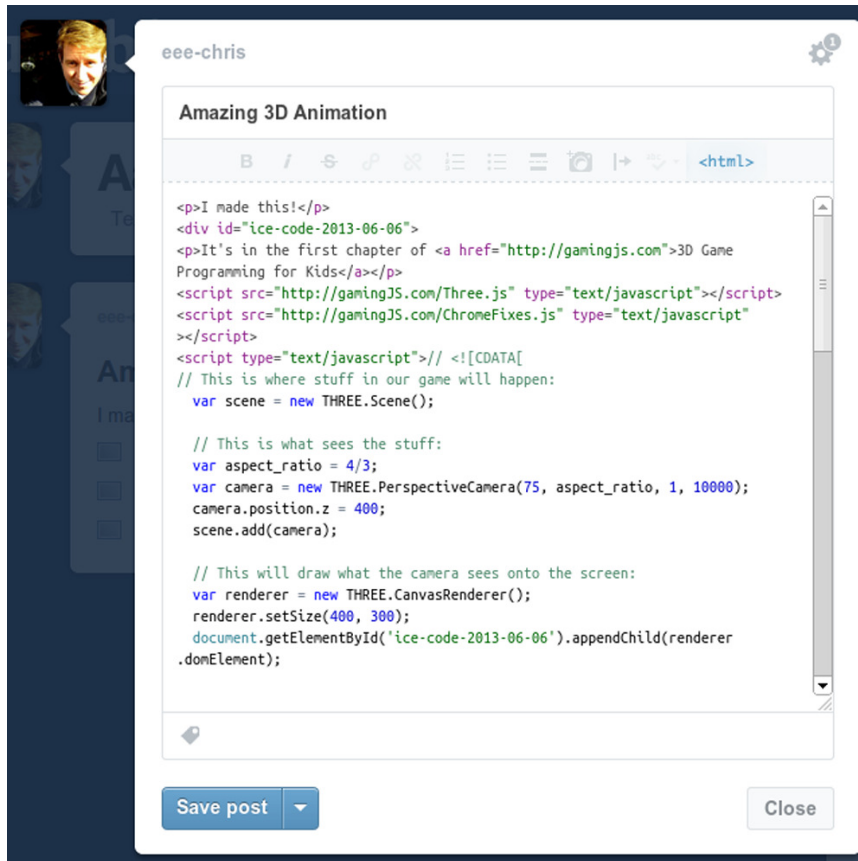 eee-chris
1
Amazing 3D Animation
B i S <html>
<p>I made this!</p>
<div id="ice-code-2013-06-06">
<p>It's in the first chapter of <a href="http://gamingjs.com">3D Game
Programming for Kids</a></p>
<script src="http://gamingJS.com/Three.js" type="text/javascript"></script>
<script src="http://gamingJS.com/ChromeFixes.js" type="text/javascript"
></script>
<script type="text/javascript">// <![CDATA[
// This is where stuff in our game will happen:
  var scene = new THREE.Scene();

  // This is what sees the stuff:
  var aspect_ratio = 4/3;
  var camera = new THREE.PerspectiveCamera(75, aspect_ratio, 1, 10000);
  camera.position.z = 400;
  scene.add(camera);

  // This will draw what the camera sees onto the screen:
  var renderer = new THREE.CanvasRenderer();
  renderer.setSize(400, 300);
  document.getElementById('ice-code-2013-06-06').appendChild(renderer
.domElement);
Te
eee-
Am
I ma
Save post
Close